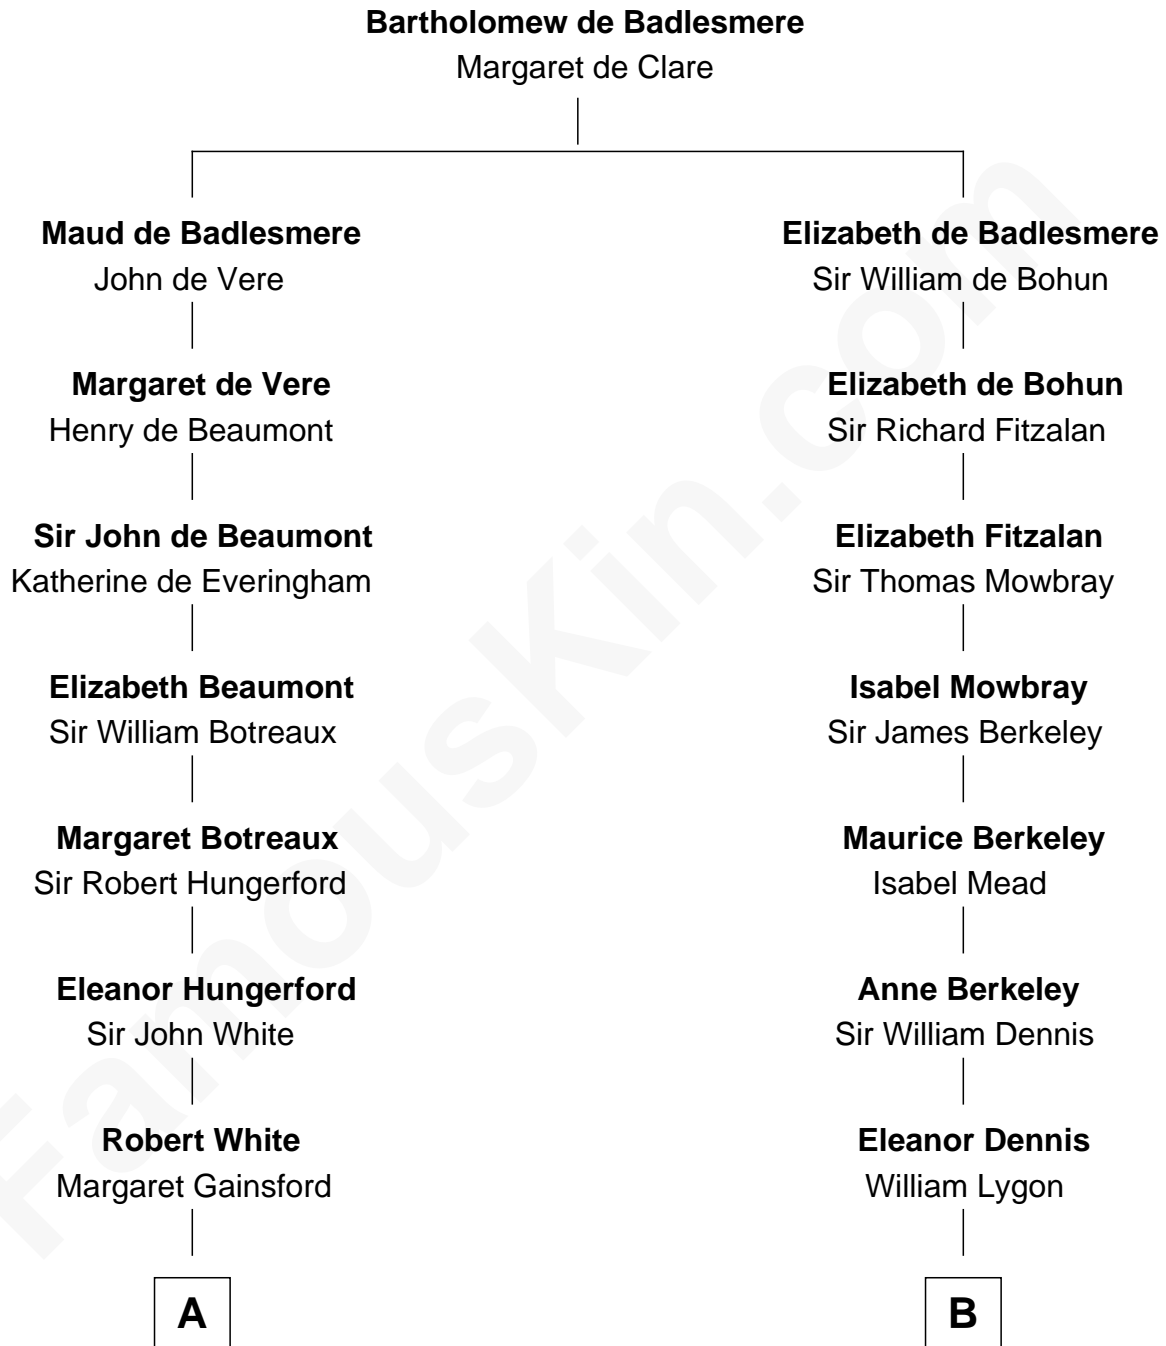 Bartholomew de Badlesmere
Margaret de Clare
Maud de Badlesmere
John de Vere
Elizabeth de Badlesmere
Sir William de Bohun
Margaret de Vere
Henry de Beaumont
Elizabeth de Bohun
Sir Richard Fitzalan
Sir John de Beaumont
Katherine de Everingham
Elizabeth Fitzalan
Sir Thomas Mowbray
Elizabeth Beaumont
Sir William Botreaux
Isabel Mowbray
Sir James Berkeley
Margaret Botreaux
Sir Robert Hungerford
Maurice Berkeley
Isabel Mead
Eleanor Hungerford
Sir John White
Anne Berkeley
Sir William Dennis
Robert White
Margaret Gainsford
Eleanor Dennis
William Lygon
A
B
FamousKin.com